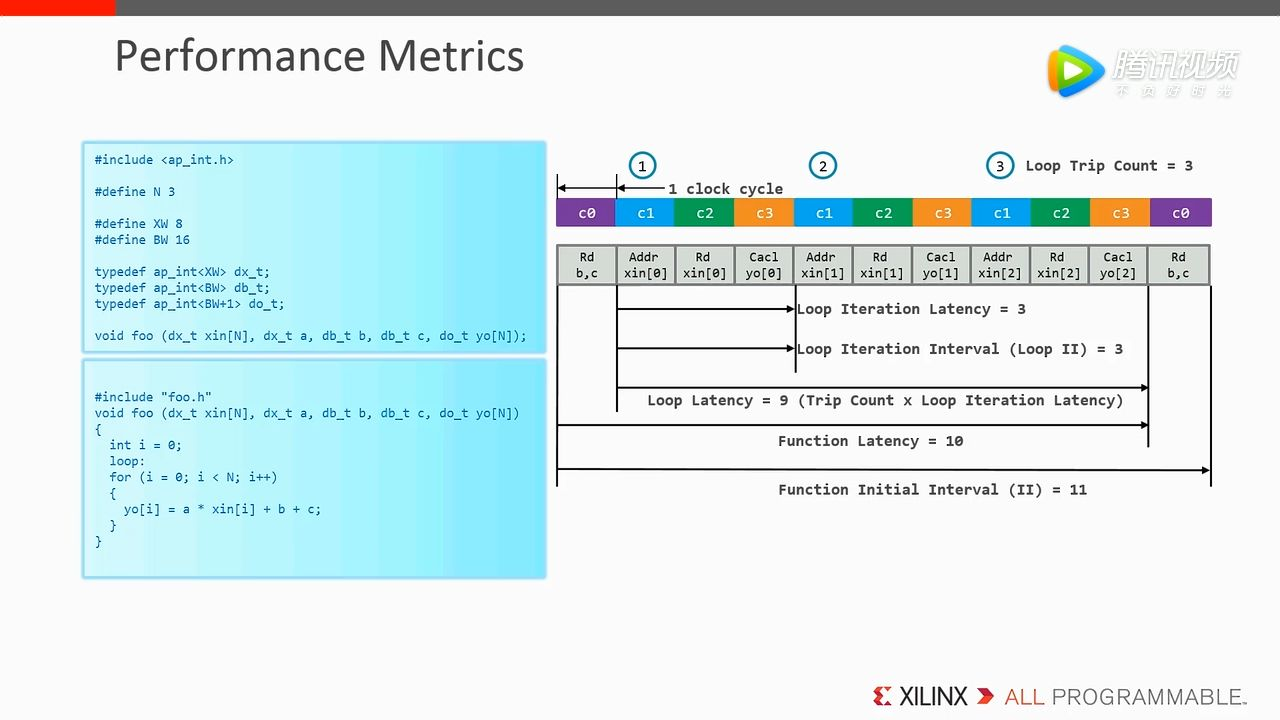 Performance Metrics
腾讯视频
不负好时光
#include <ap_int.h>
#define N 3
#define XW 8
#define BW 16
typedef ap_int<XW> dx_t;
typedef ap_int<BW> db_t;
typedef ap_int<BW+1> do_t;
void foo (dx_t xin[N], dx_t a, db_t b, db_t c, do_t yo[N]);
#include "foo.h"
void foo (dx_t xin[N], dx_t a, db_t b, db_t c, do_t yo[N])
{
int i = 0;
loop:
for (i = 0; i < N; i++)
{
yo[i] = a * xin[i] + b + c;
}
}
1 2 3 Loop Trip Count = 3
1 clock cycle
c0 c1 c2 c3 c1 c2 c3 c1 c2 c3 c0
Rd Addr Rd Cacl Addr Rd Cacl Addr Rd Cacl Rd
b,c xin[0] xin[0] yo[0] xin[1] xin[1] yo[1] xin[2] xin[2] yo[2] b,c
Loop Iteration Latency = 3
Loop Iteration Interval (Loop II) = 3
Loop Latency = 9 (Trip Count x Loop Iteration Latency)
Function Latency = 10
Function Initial Interval (II) = 11
XILINX ALL PROGRAMMABLE™